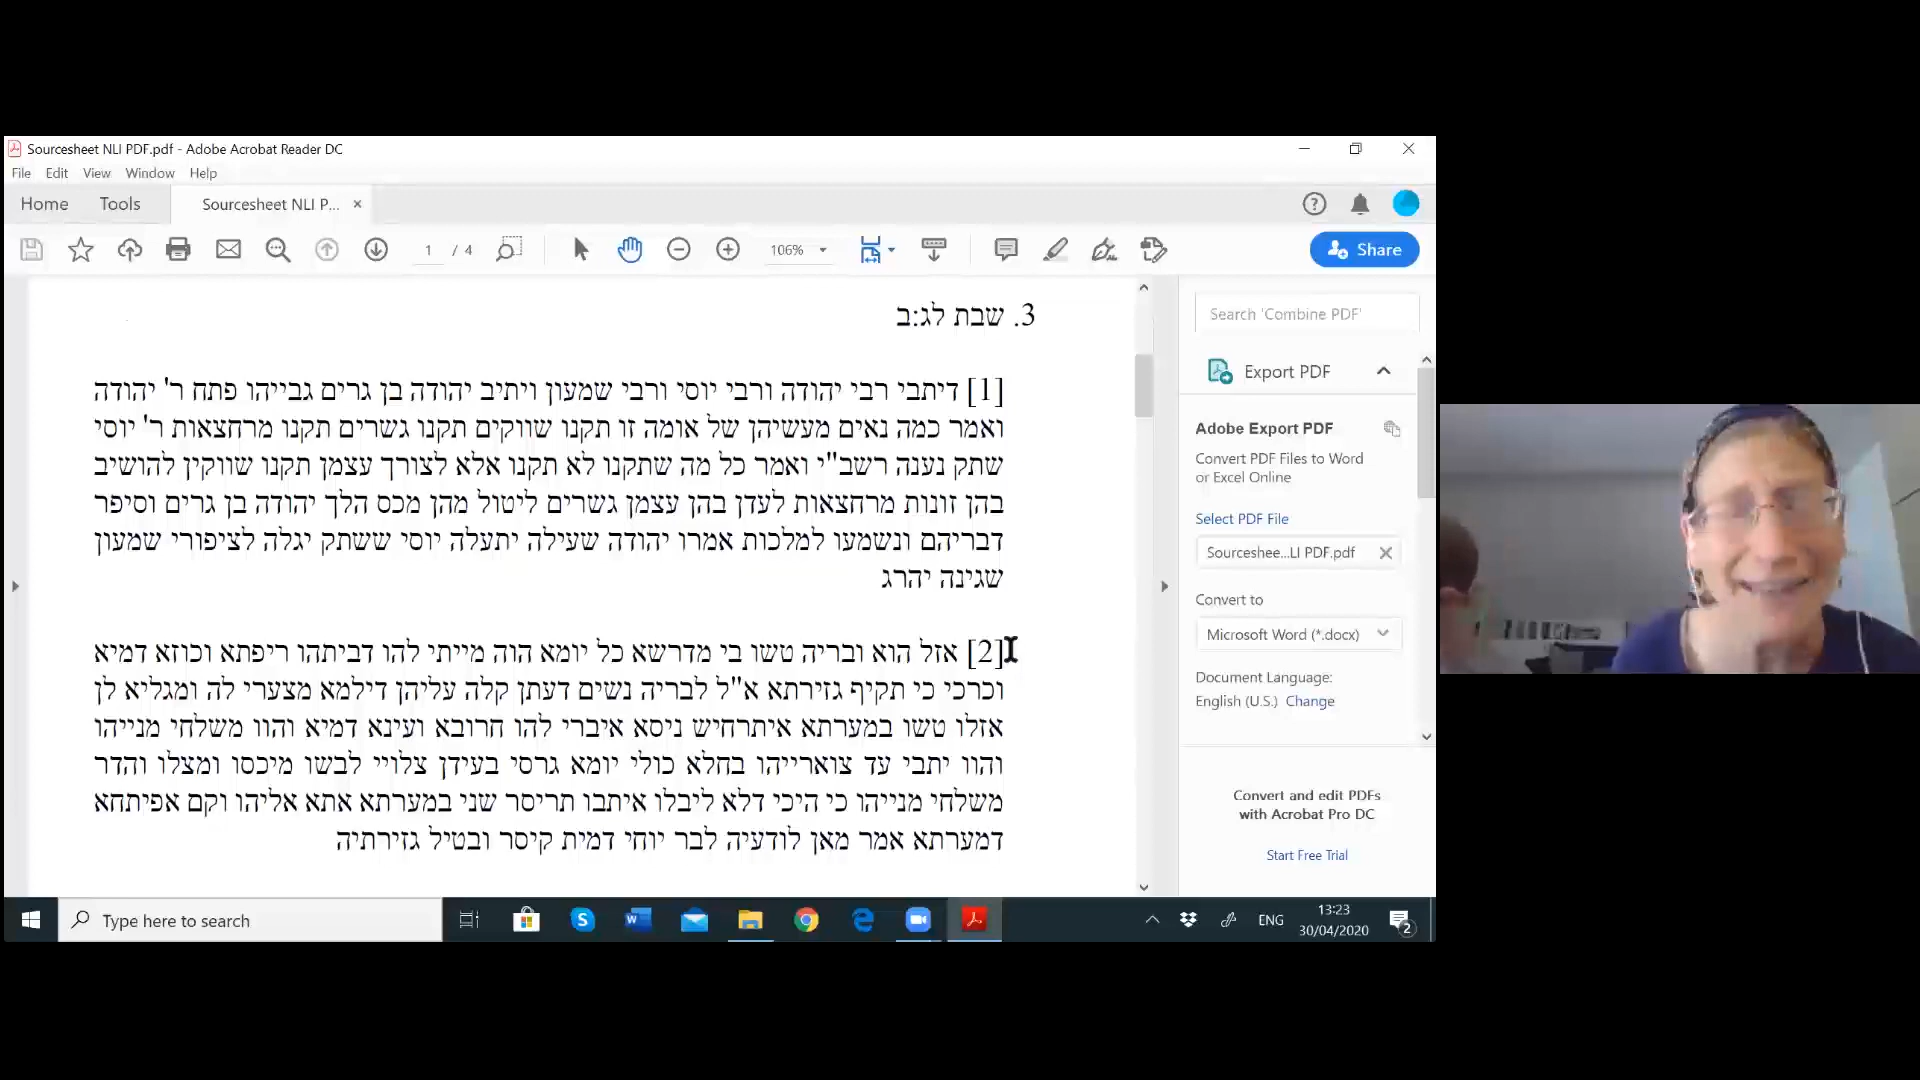 Sourcesheet NLI PDF.pdf - Adobe Acrobat Reader DC
File Edit View Window Help
Home Tools Sourcesheet NLI P... ×
1 / 4 106% Share
3. שבת לג:ב
[1] דיתבי רבי יהודה ורבי יוסי ורבי שמעון ויתיב יהודה בן גרים גבייהו פתח ר' יהודה
ואמר כמה נאים מעשיהן של אומה זו תקנו שווקים תקנו גשרים תקנו מרחצאות ר' יוסי
שתק נענה רשב"י ואמר כל מה שתקנו לא תקנו אלא לצורך עצמן תקנו שווקין להושיב
בהן זונות מרחצאות לעדן בהן עצמן גשרים ליטול מהן מכס הלך יהודה בן גרים וסיפר
דבריהם ונשמעו למלכות אמרו יהודה שעילה יתעלה יוסי ששתק יגלה לציפורי שמעון
שגינה יהרג
[2] אזל הוא ובריה טשו בי מדרשא כל יומא הוה מייתי להו דביתהו ריפתא וכוזא דמיא
וכרכי כי תקיף גזירתא א"ל לבריה נשים דעתן קלה עליהן דילמא מצערי לה ומגליא לן
אזלו טשו במערתא איתרחיש ניסא איברי להו חרובא ועינא דמיא והוו משלחי מנייהו
והוו יתבי עד צוארייהו בחלא כולי יומא גרסי בעידן צלויי לבשו מיכסו ומצלו והדר
משלחי מנייהו כי היכי דלא ליבלו איתבו תריסר שני במערתא אתא אליהו וקם אפיתחא
דמערתא אמר מאן לודעיה לבר יוחי דמית קיסר ובטיל גזירתיה
Search 'Combine PDF'
Export PDF
Adobe Export PDF
Convert PDF Files to Word
or Excel Online
Select PDF File
Sourceshee...LI PDF.pdf
Convert to
Microsoft Word (*.docx)
Document Language:
English (U.S.) Change
Convert and edit PDFs
with Acrobat Pro DC
Start Free Trial
Type here to search
ENG
13:23
30/04/2020
2